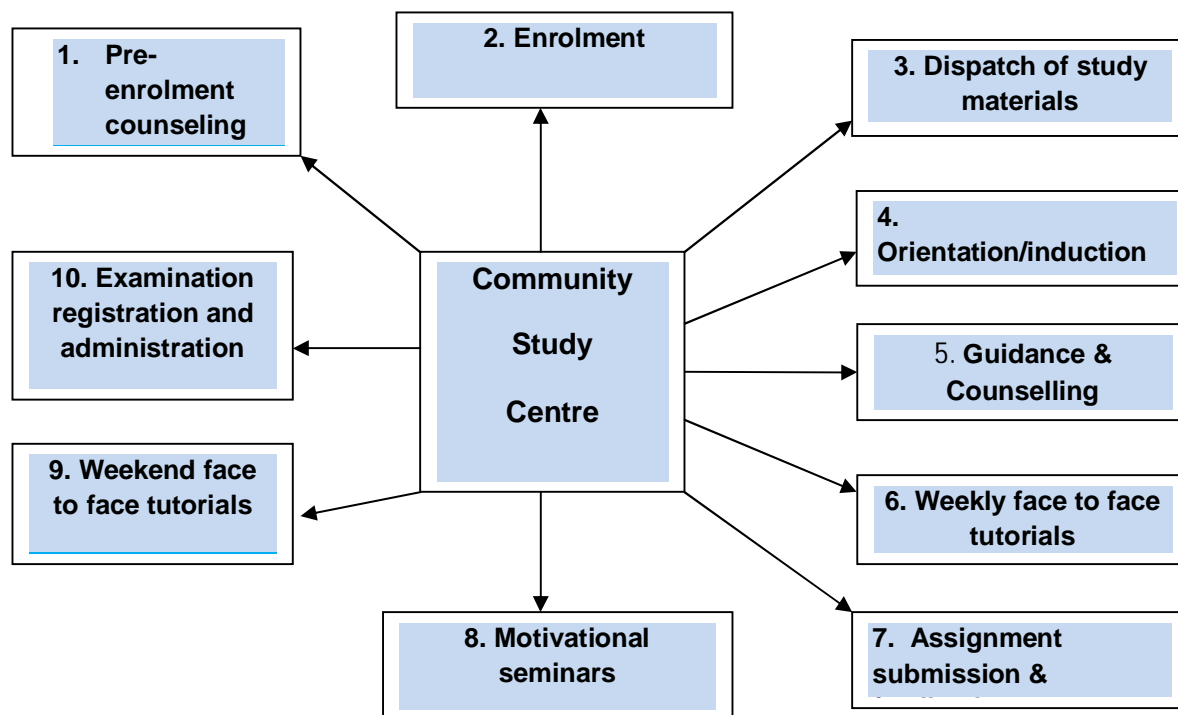 1. Pre-
enrolment
counseling
2. Enrolment
3. Dispatch of study
materials
4.
Orientation/induction
5. Guidance &
Counselling
6. Weekly face to face
tutorials
7. Assignment
submission &
8. Motivational
seminars
9. Weekend face
to face tutorials
10. Examination
registration and
administration
Community
Study
Centre